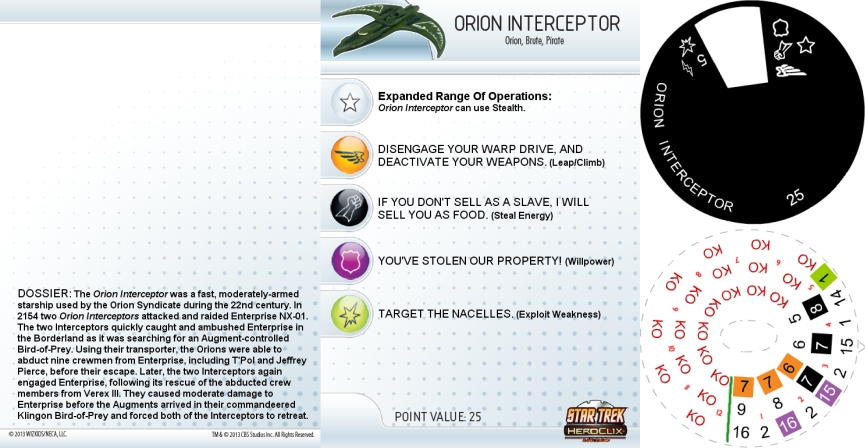 DOSSIER: The Orion Interceptor was a fast, moderately-armed
starship used by the Orion Syndicate during the 22nd century. In
2154 two Orion Interceptors attacked and raided Enterprise NX-01.
The two Interceptors quickly caught and ambushed Enterprise in
the Borderland as it was searching for an Augment-controlled
Bird-of-Prey. Using their transporter, the Orions were able to
abduct nine crewmen from Enterprise, including T'Pol and Jeffrey
Pierce, before their escape. Later, the two Interceptors again
engaged Enterprise, following its rescue of the abducted crew
members from Verex III. They caused moderate damage to
Enterprise before the Augments arrived in their commandeered
Klingon Bird-of-Prey and forced both of the Interceptors to retreat.
© 2013 WIZKIDS/NECA, LLC.
TM & © 2013 CBS Studios Inc. All Rights Reserved.
ORION INTERCEPTOR
Orion, Brute, Pirate
Expanded Range Of Operations:
Orion Interceptor can use Stealth.
DISENGAGE YOUR WARP DRIVE, AND
DEACTIVATE YOUR WEAPONS. (Leap/Climb)
IF YOU DON'T SELL AS A SLAVE, I WILL
SELL YOU AS FOOD. (Steal Energy)
YOU'VE STOLEN OUR PROPERTY! (Willpower)
TARGET THE NACELLES. (Exploit Weakness)
POINT VALUE: 25
STAR TREK
HEROCLIX
5
ORION INTERCEPTOR
25
KO KO KO KO
KO KO KO KO
KO KO KO KO
KO KO KO KO
KO KO KO KO
1 14 1
8 5
7 6 15 2
6 7 15 2
7 8 16 2
7 9 16 2